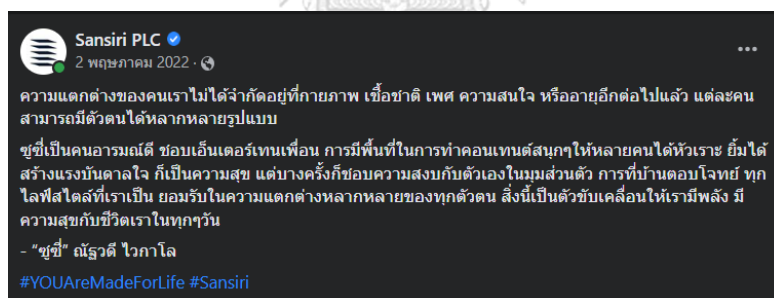 Sansiri PLC
2 พฤษภาคม 2022 ·
ความแตกต่างของคนเราไม่ได้จำกัดอยู่ที่กายภาพ เชื้อชาติ เพศ ความสนใจ หรืออายุอีกต่อไปแล้ว แต่ละคน
สามารถมีตัวตนได้หลากหลายรูปแบบ
ซูซี่เป็นคนอารมณ์ดี ชอบเอ็นเตอร์เทนเพื่อน การมีพื้นที่ในการทำคอนเทนต์สนุกๆให้หลายคนได้หัวเราะ ยิ้มได้
สร้างแรงบันดาลใจ ก็เป็นความสุข แต่บางครั้งก็ชอบความสงบกับตัวเองในมุมส่วนตัว การที่บ้านตอบโจทย์ ทุก
ไลฟ์สไตล์ที่เราเป็น ยอมรับในความแตกต่างหลากหลายของทุกตัวตน สิ่งนี้เป็นตัวขับเคลื่อนให้เรามีพลัง มี
ความสุขกับชีวิตเราในทุกๆวัน
- “ซูซี่” ณัฐวดี ไวกาโล
#YOUAreMadeForLife #Sansiri